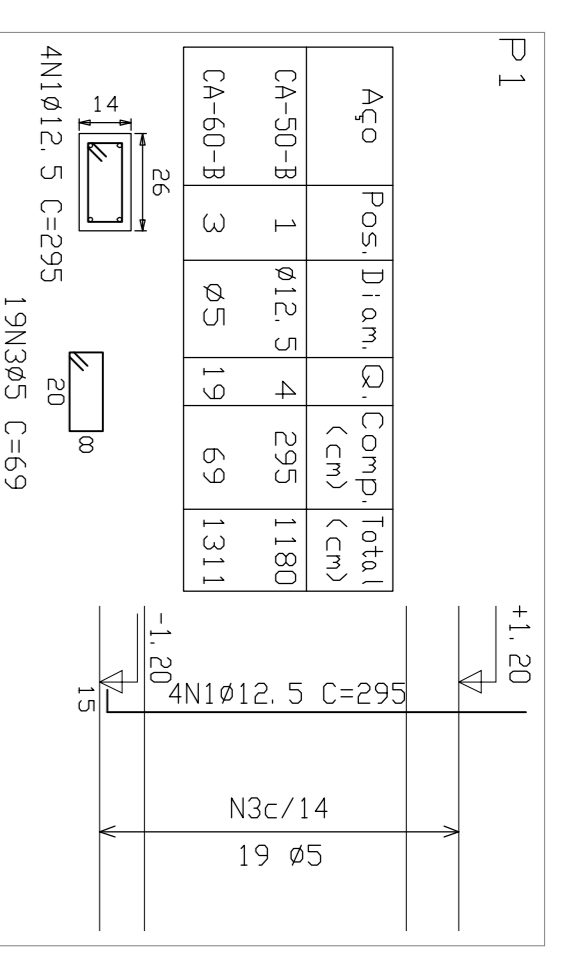 P1
Aço Pos. Diam. Q. Comp. (cm) Total (cm)
CA-50-B 1 Ø12.5 4 295 1180
CA-60-B 3 Ø5 19 69 1311
26
14
4N1Ø12.5 C=295
20
8
19N3Ø5 C=69
+1.20
-1.20
4N1Ø12.5 C=295
15
N3c/14
19 Ø5